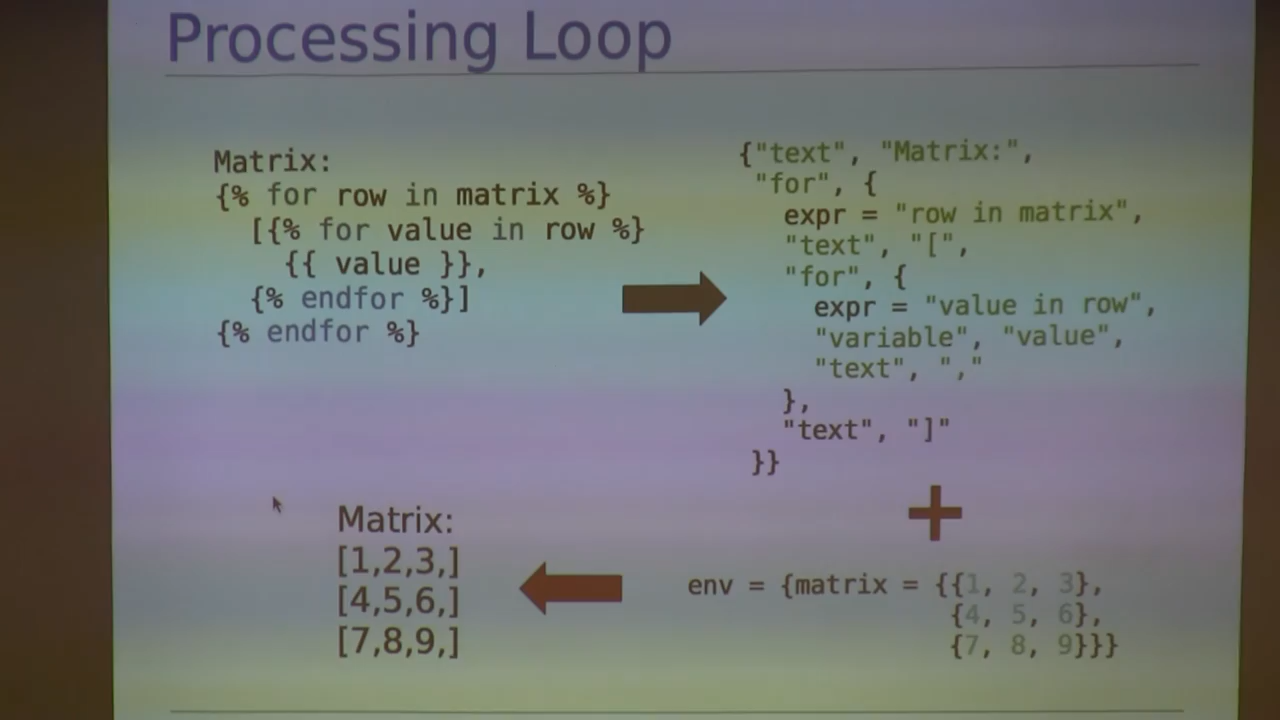 Processing Loop
Matrix:
{% for row in matrix %}
[{% for value in row %}
{{ value }},
{% endfor %}]
{% endfor %}
{"text", "Matrix:",
"for", {
expr = "row in matrix",
"text", "[",
"for", {
expr = "value in row",
"variable", "value",
"text", ","
},
"text", "]"
}}
+
env = {matrix = {{1, 2, 3},
{4, 5, 6},
{7, 8, 9}}}
Matrix:
[1,2,3,]
[4,5,6,]
[7,8,9,]